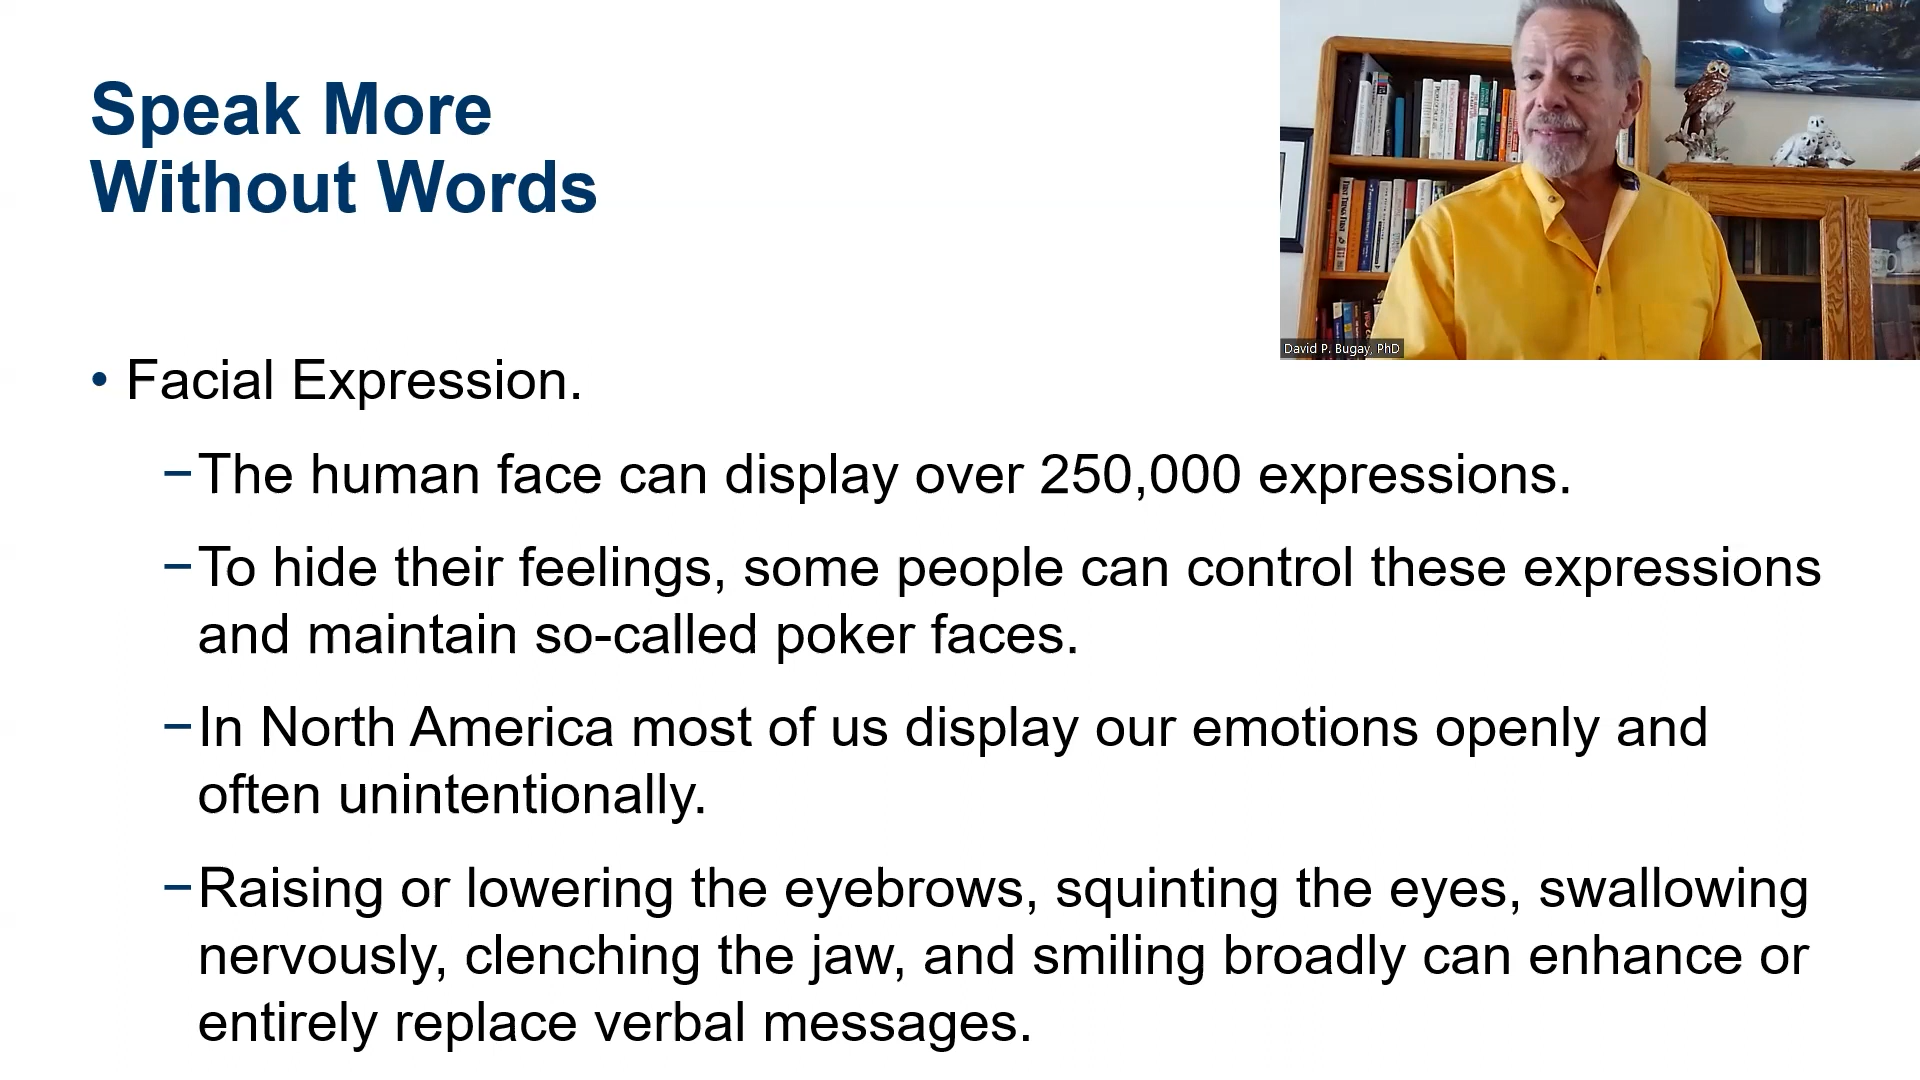 Speak More
Without Words
David P. Bugay, PhD
• Facial Expression.
–The human face can display over 250,000 expressions.
–To hide their feelings, some people can control these expressions
and maintain so-called poker faces.
–In North America most of us display our emotions openly and
often unintentionally.
–Raising or lowering the eyebrows, squinting the eyes, swallowing
nervously, clenching the jaw, and smiling broadly can enhance or
entirely replace verbal messages.